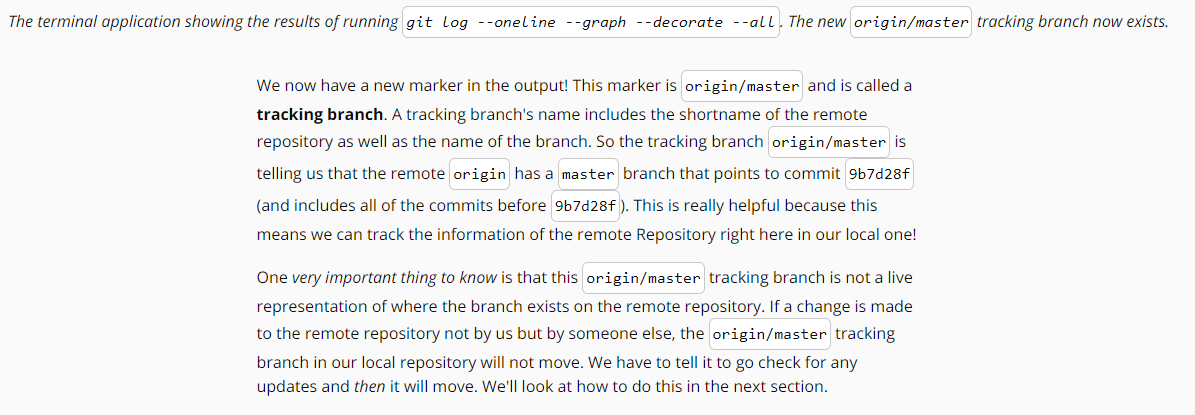 The terminal application showing the results of running git log --oneline --graph --decorate --all. The new origin/master tracking branch now exists.
We now have a new marker in the output! This marker is origin/master and is called a
tracking branch. A tracking branch's name includes the shortname of the remote
repository as well as the name of the branch. So the tracking branch origin/master is
telling us that the remote origin has a master branch that points to commit 9b7d28f
(and includes all of the commits before 9b7d28f). This is really helpful because this
means we can track the information of the remote Repository right here in our local one!
One very important thing to know is that this origin/master tracking branch is not a live
representation of where the branch exists on the remote repository. If a change is made
to the remote repository not by us but by someone else, the origin/master tracking
branch in our local repository will not move. We have to tell it to go check for any
updates and then it will move. We'll look at how to do this in the next section.